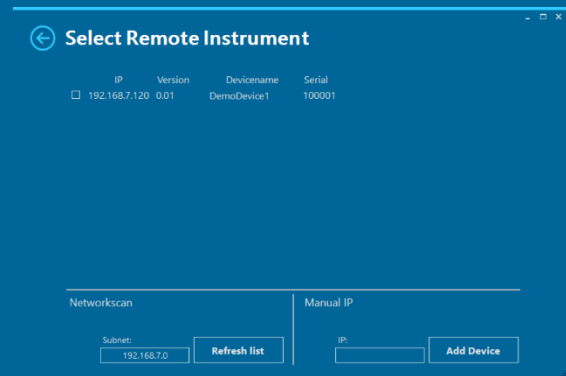 Select Remote Instrument
IP Version Devicename Serial
192.168.7.120 0.01 DemoDevice1 100001
Networkscan
Subnet:
192.168.7.0
Refresh list
Manual IP
IP:
Add Device